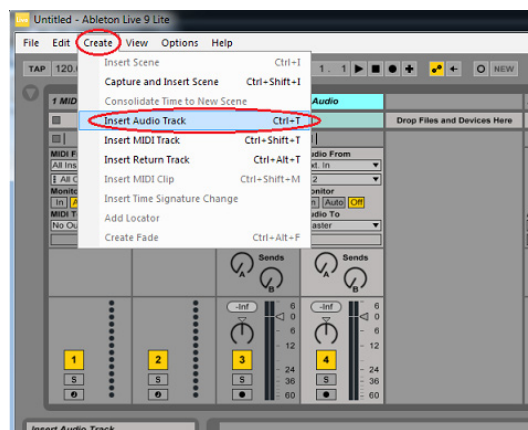 Untitled - Ableton Live 9 Lite
File Edit Create View Options Help
TAP 120. 1 . 1 NEW
Insert Scene Ctrl+I
Capture and Insert Scene Ctrl+Shift+I
Consolidate Time to New Scene
Insert Audio Track Ctrl+T
Insert MIDI Track Ctrl+Shift+T
Insert Return Track Ctrl+Alt+T
Insert MIDI Clip Ctrl+Shift+M
Insert Time Signature Change
Add Locator
Create Fade Ctrl+Alt+F
1 MID Audio
Drop Files and Devices Here
MIDI F udio From
All Ins xt. In
All C 2
Monito onitor
In A n Auto Off
MIDI T udio To
No Ou aster
Sends Sends
A A
B B
-Inf 6 -Inf 6
0 0
6 6
12 12
1 2 3 4
24 24
S S S 36 S 36
60 60
Insert Audio Track